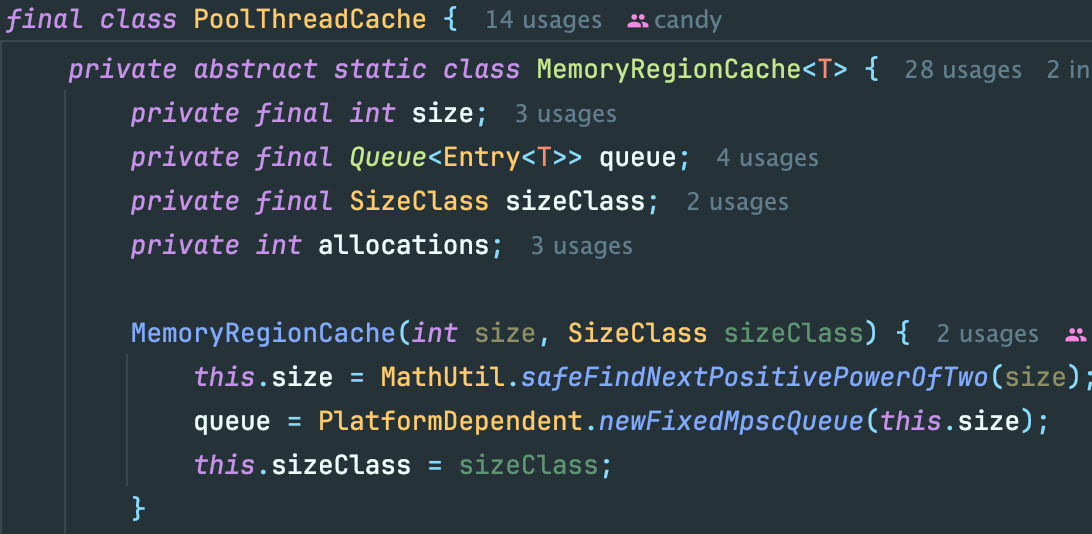 final class PoolThreadCache { 14 usages candy
private abstract static class MemoryRegionCache<T> { 28 usages 2 in
private final int size; 3 usages
private final Queue<Entry<T>> queue; 4 usages
private final SizeClass sizeClass; 2 usages
private int allocations; 3 usages
MemoryRegionCache(int size, SizeClass sizeClass) { 2 usages
this.size = MathUtil.safeFindNextPositivePowerOfTwo(size);
queue = PlatformDependent.newFixedMpscQueue(this.size);
this.sizeClass = sizeClass;
}